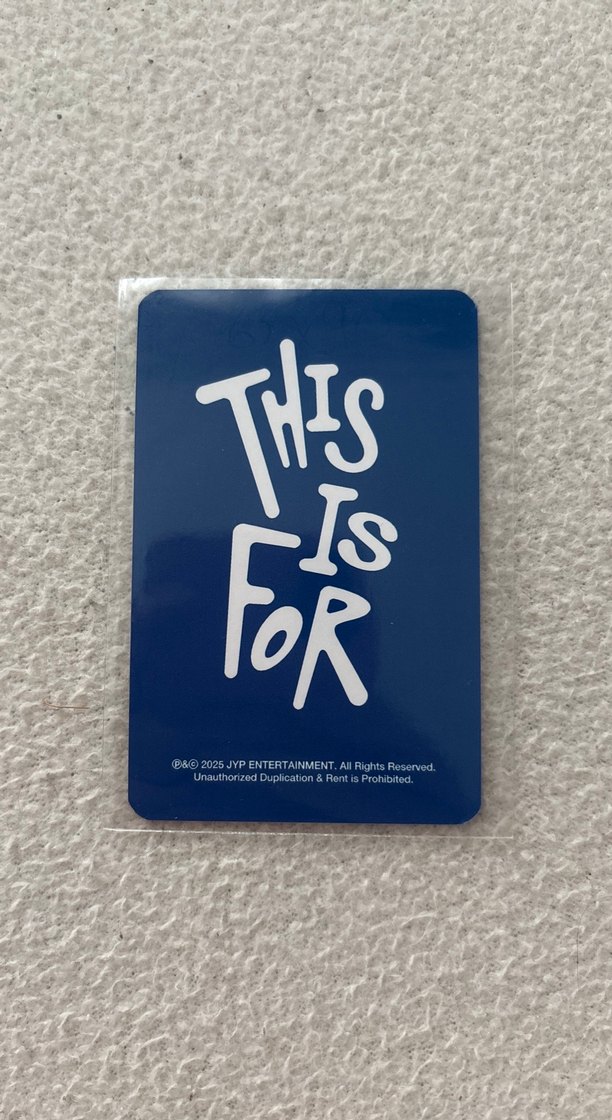 THIS
IS
FOR
℗&© 2025 JYP ENTERTAINMENT. All Rights Reserved.
Unauthorized Duplication & Rent is Prohibited.